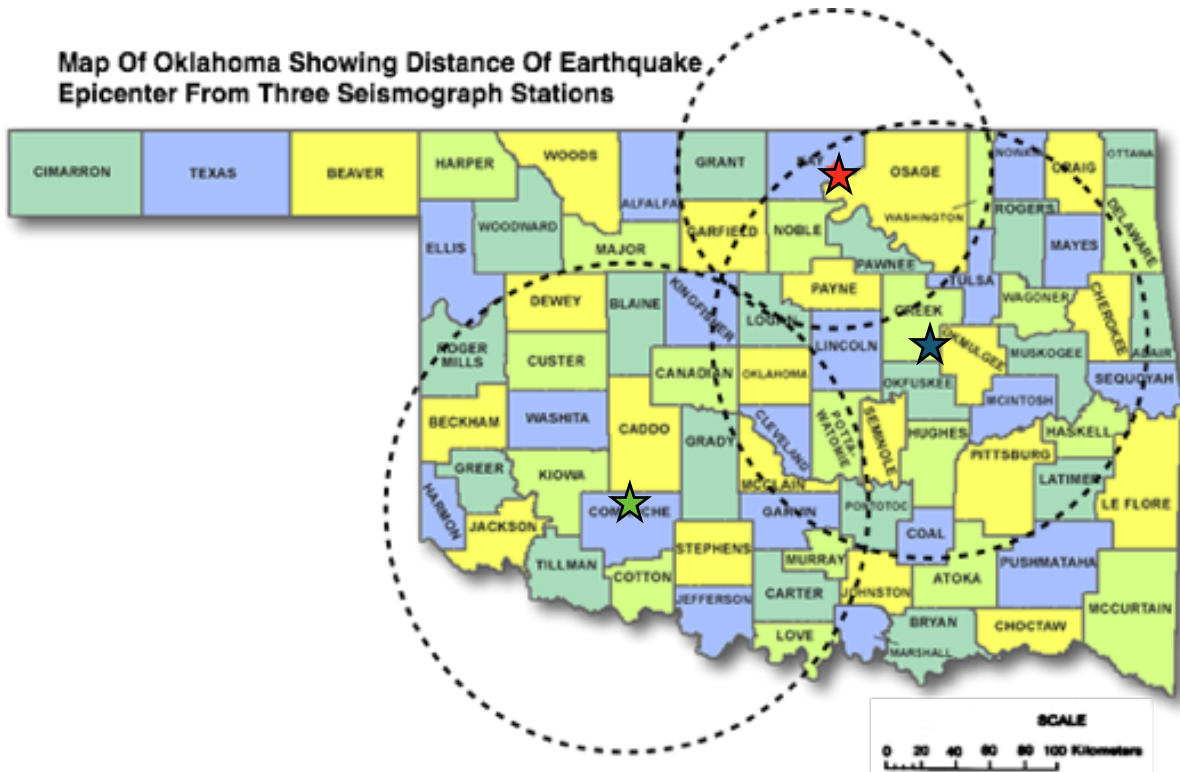 Map Of Oklahoma Showing Distance Of Earthquake
Epicenter From Three Seismograph Stations
CIMARRON
TEXAS
BEAVER
HARPER
WOODS
ALFALFA
GRANT
KAY
OSAGE
NOWATA
CRAIG
OTTAWA
ELLIS
WOODWARD
MAJOR
GARFIELD
NOBLE
PAWNEE
WASHINGTON
ROGERS
MAYES
DELAWARE
ROGER
MILLS
DEWEY
BLAINE
KINGFISHER
LOGAN
PAYNE
CREEK
TULSA
WAGONER
CHEROKEE
ADAIR
CUSTER
CANADIAN
OKLAHOMA
LINCOLN
OKMULGEE
MUSKOGEE
SEQUOYAH
BECKHAM
WASHITA
CADDO
GRADY
CLEVELAND
POTTA-
WATOMIE
SEMINOLE
OKFUSKEE
HUGHES
MCINTOSH
HASKELL
PITTSBURG
LATIMER
LE FLORE
HARMON
GREER
KIOWA
JACKSON
TILLMAN
COMANCHE
COTTON
STEPHENS
JEFFERSON
MCCLAIN
GARVIN
MURRAY
CARTER
LOVE
PONTOTOC
COAL
JOHNSTON
MARSHALL
ATOKA
BRYAN
PUSHMATAHA
CHOCTAW
MCCURTAIN
SCALE
0 20 40 60 80 100 Kilometers